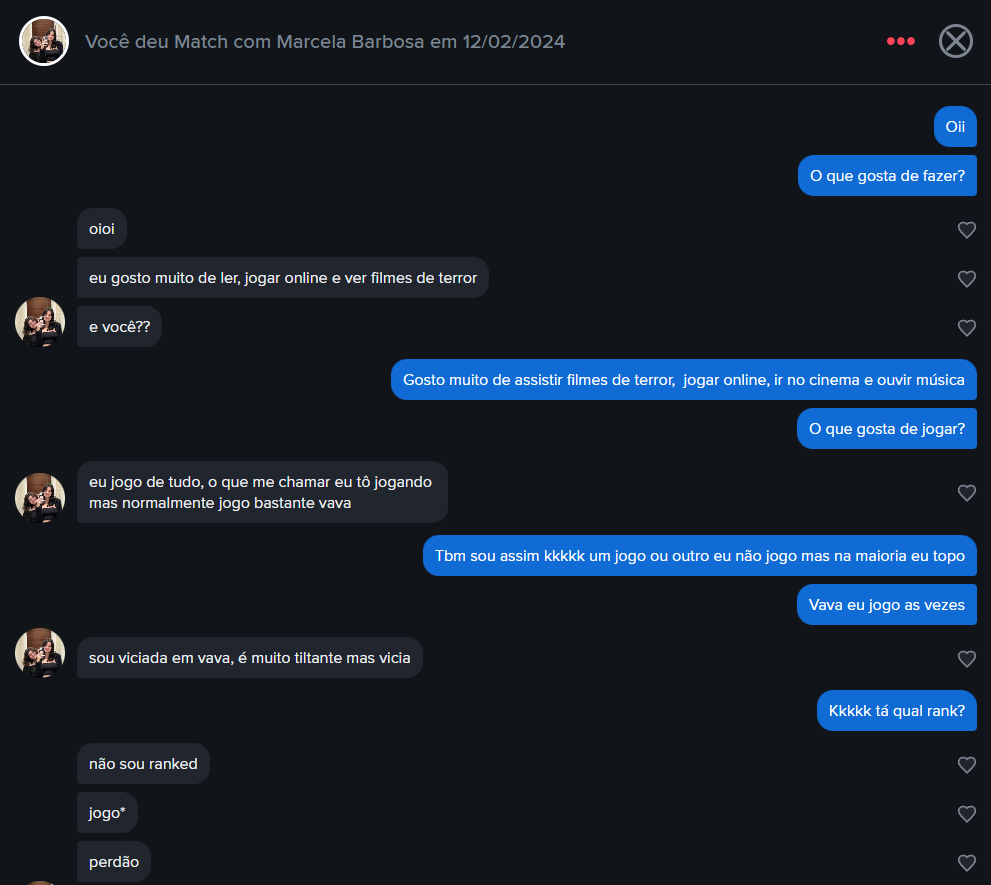 Você deu Match com Marcela Barbosa em 12/02/2024
Oii
O que gosta de fazer?
oioi
eu gosto muito de ler, jogar online e ver filmes de terror
e você??
Gosto muito de assistir filmes de terror,  jogar online, ir no cinema e ouvir música
O que gosta de jogar?
eu jogo de tudo, o que me chamar eu tô jogando
mas normalmente jogo bastante vava
Tbm sou assim kkkkk um jogo ou outro eu não jogo mas na maioria eu topo
Vava eu jogo as vezes
sou viciada em vava, é muito tiltante mas vicia
Kkkkk tá qual rank?
não sou ranked
jogo*
perdão